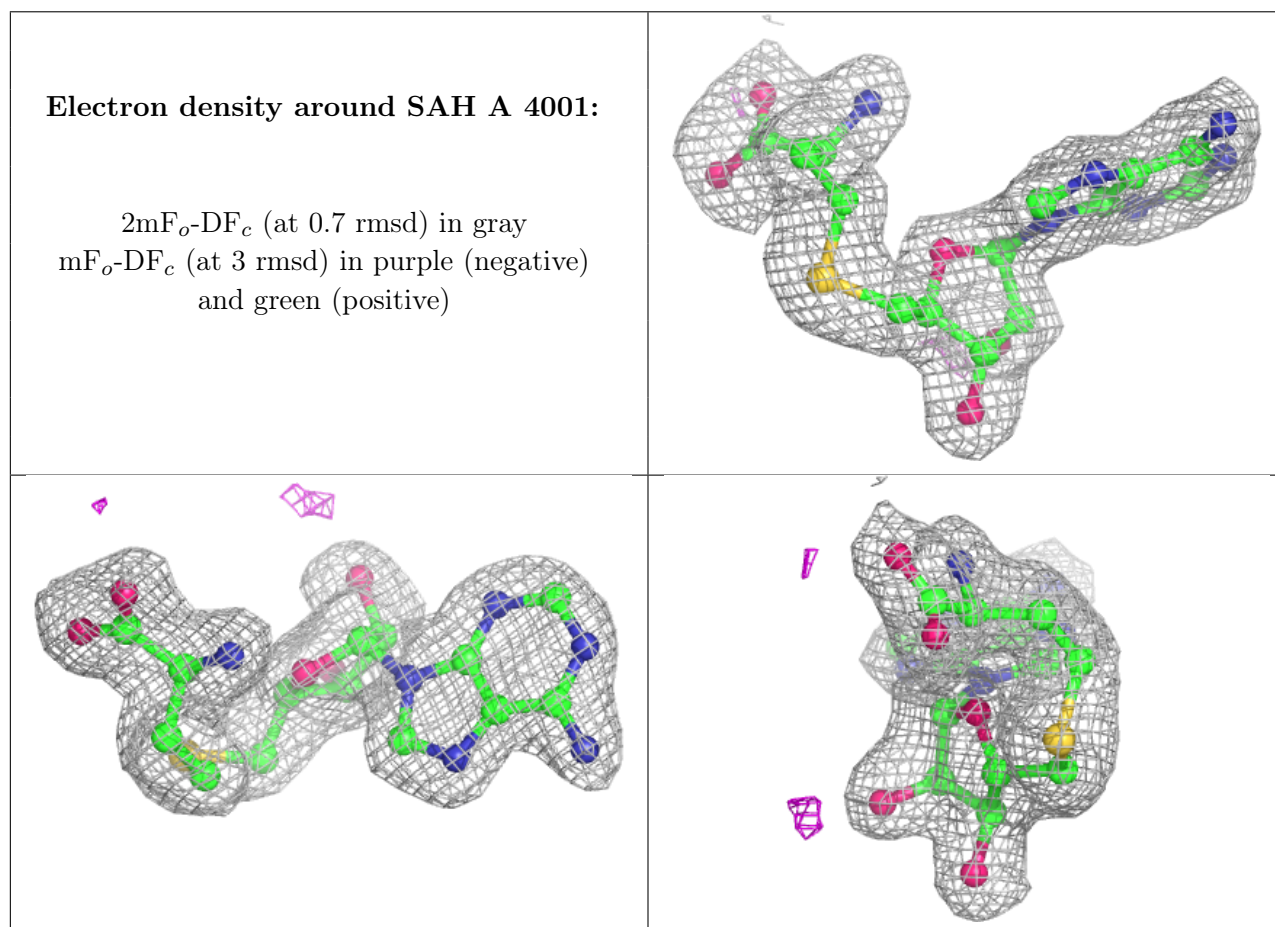 Electron density around SAH A 4001:
2mFo-DFc (at 0.7 rmsd) in gray
mFo-DFc (at 3 rmsd) in purple (negative)
and green (positive)